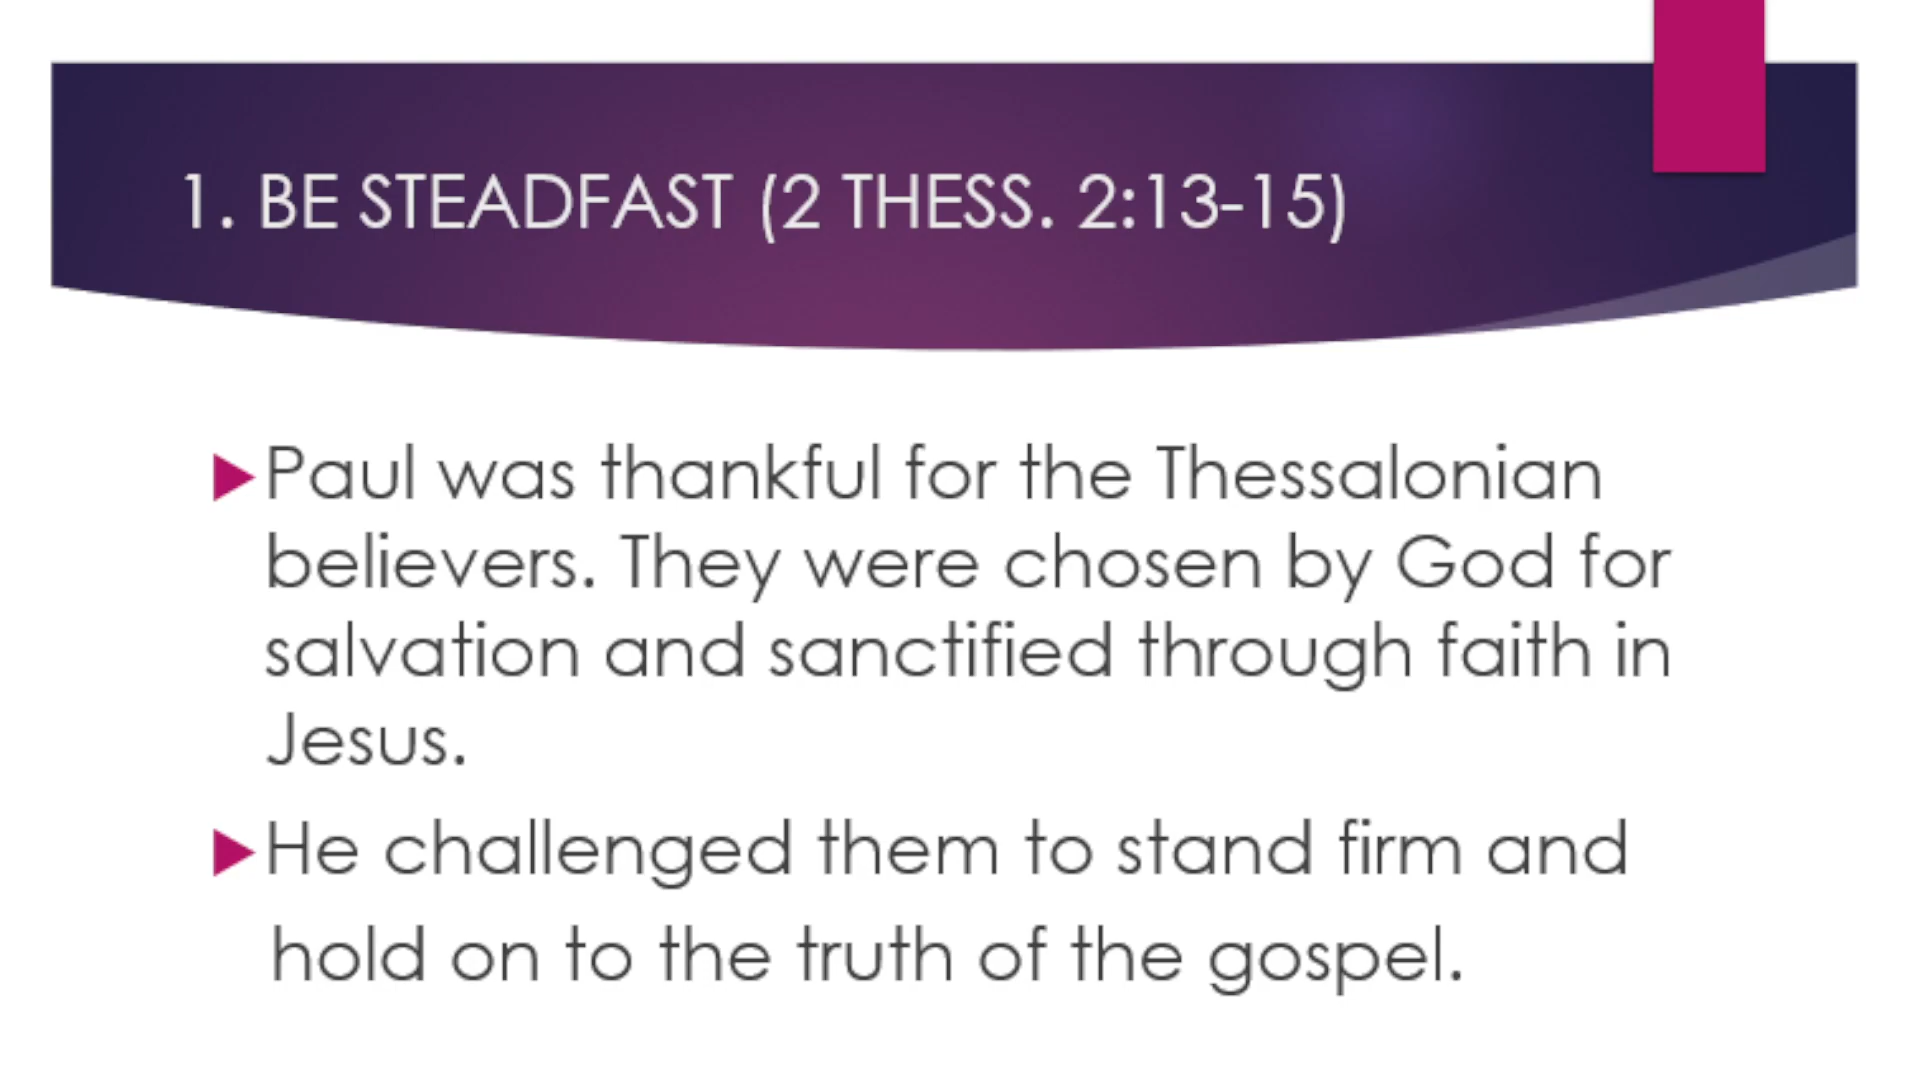 1. BE STEADFAST (2 THESS. 2:13-15)
Paul was thankful for the Thessalonian
believers. They were chosen by God for
salvation and sanctified through faith in
Jesus.
He challenged them to stand firm and
hold on to the truth of the gospel.